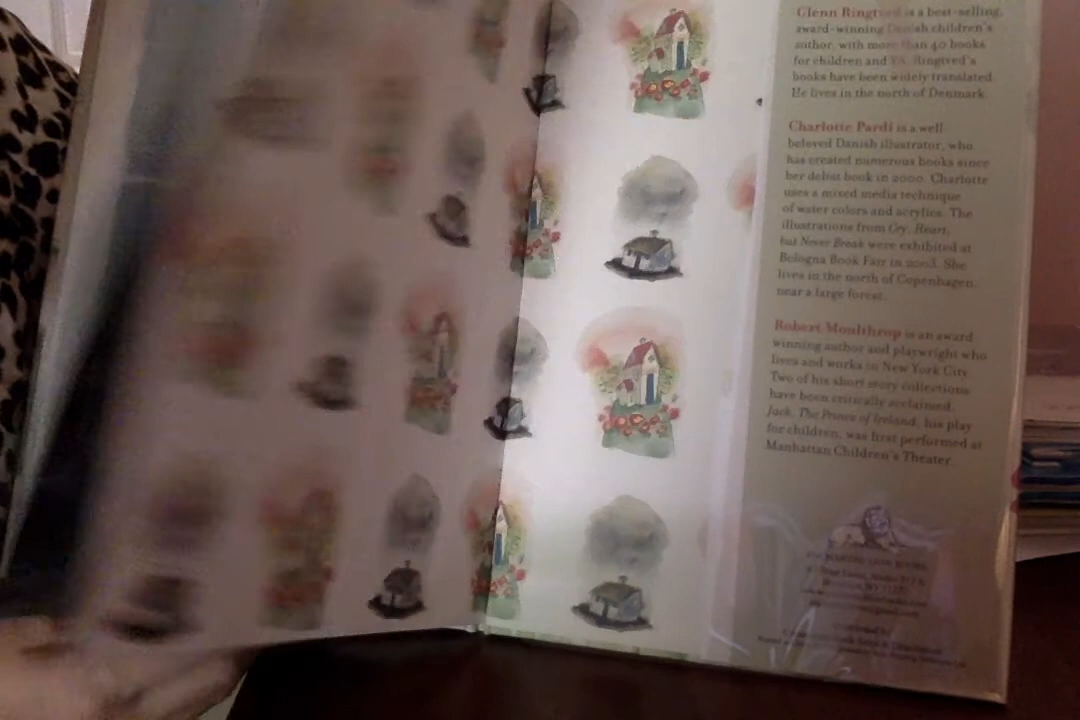 Glenn Ringtved is a best-selling,
award-winning Danish children's
author, with more than 40 books
for children and YA. Ringtved's
books have been widely translated.
He lives in the north of Denmark.
Charlotte Pardi is a well-
beloved Danish illustrator, who
has created numerous books since
her debut book in 2000. Charlotte
uses a mixed media technique
of water colors and acrylics. The
illustrations from Cry, Heart,
but Never Break were exhibited at
Bologna Book Fair in 2003. She
lives in the north of Copenhagen,
near a large forest.
Robert Moulthrop is an award
winning author and playwright who
lives and works in New York City.
Two of his short story collections
have been critically acclaimed.
Jack, The Prince of Ireland, his play
for children, was first performed at
Manhattan Children's Theater.
ENCHANTED LION BOOKS